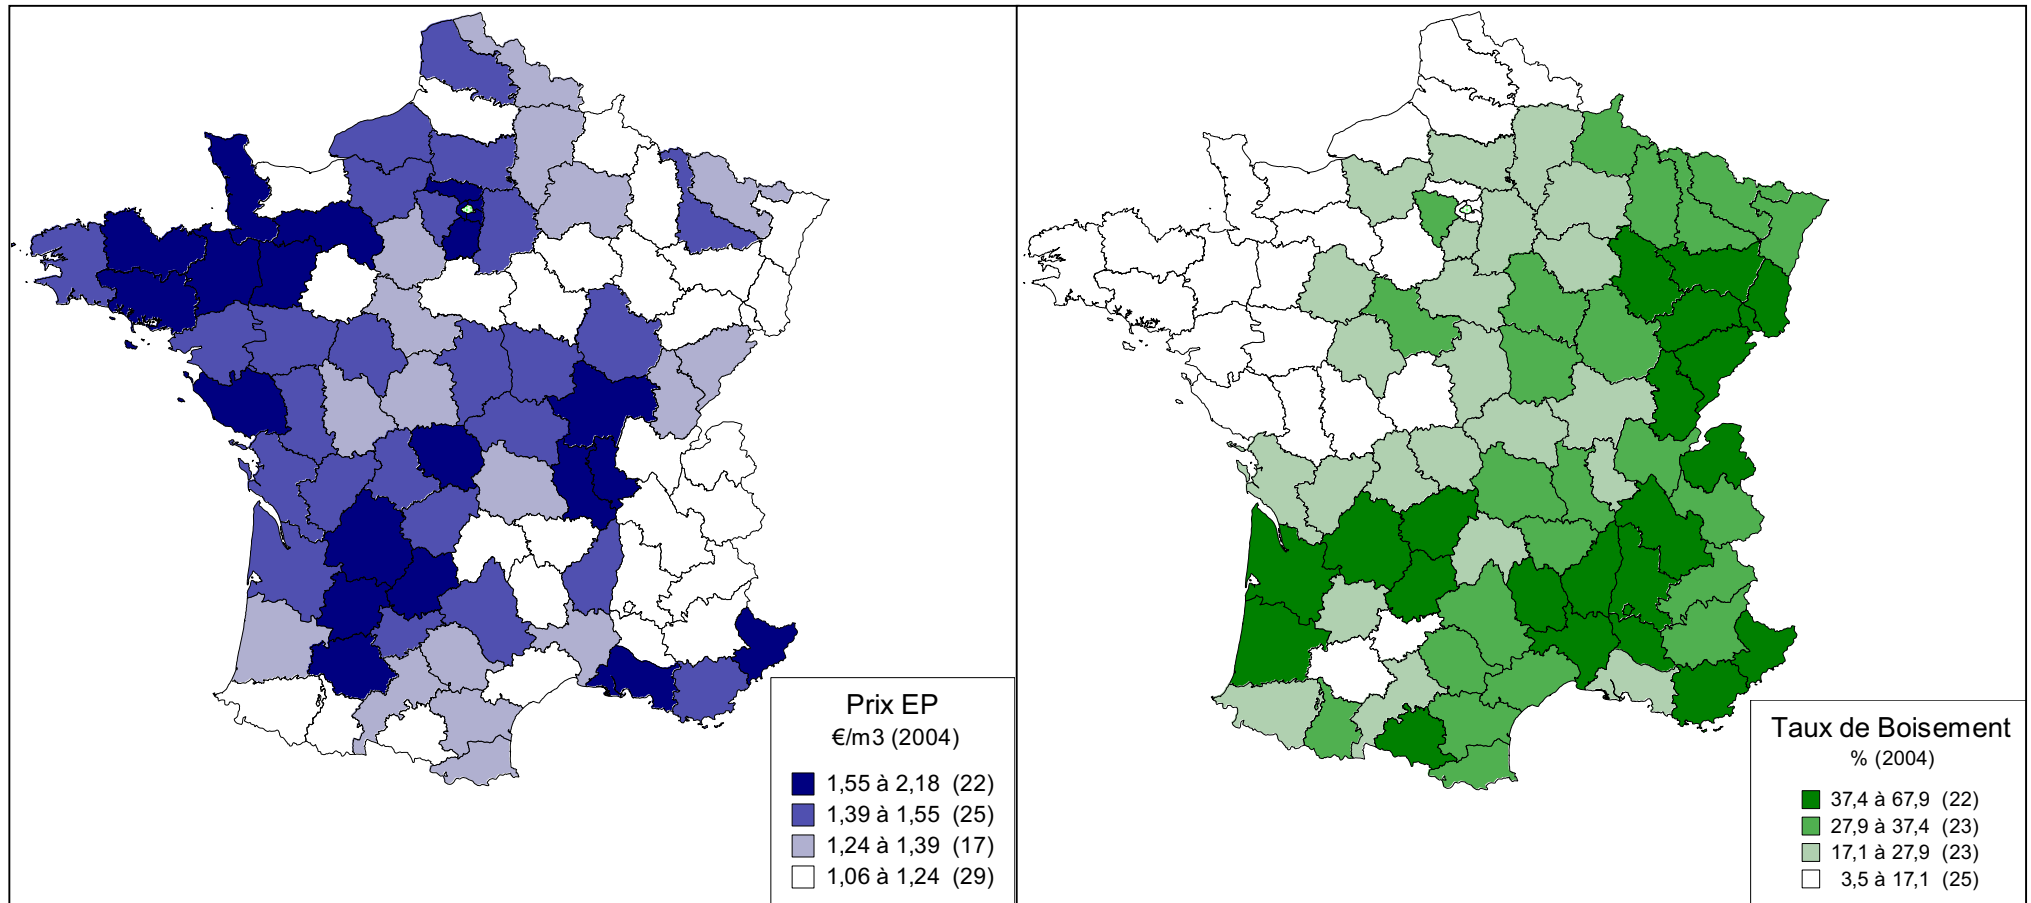 Prix EP
€/m3 (2004)
1,55 à 2,18 (22)
1,39 à 1,55 (25)
1,24 à 1,39 (17)
1,06 à 1,24 (29)
Taux de Boisement
% (2004)
37,4 à 67,9 (22)
27,9 à 37,4 (23)
17,1 à 27,9 (23)
3,5 à 17,1 (25)